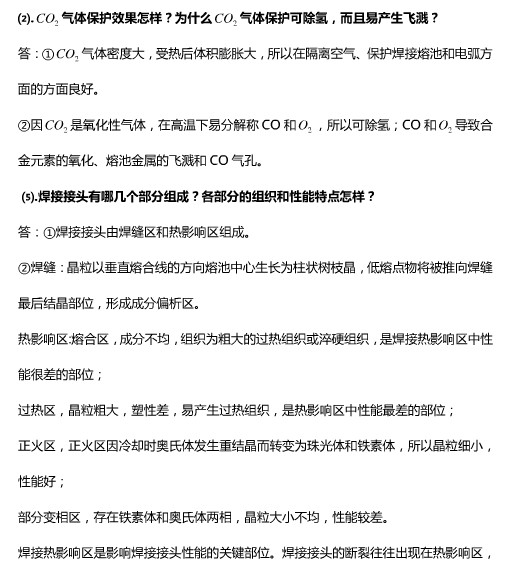 ⑵. CO₂ 气体保护效果怎样？为什么 CO₂ 气体保护可除氢，而且易产生飞溅？
答：①CO₂ 气体密度大，受热后体积膨胀大，所以在隔离空气、保护焊接熔池和电弧方
面的方面良好。
②因 CO₂ 是氧化性气体，在高温下易分解称 CO 和 O₂ ，所以可除氢；CO 和 O₂ 导致合
金元素的氧化、熔池金属的飞溅和 CO 气孔。
⑸.焊接接头有哪几个部分组成？各部分的组织和性能特点怎样？
答：①焊接接头由焊缝区和热影响区组成。
②焊缝：晶粒以垂直熔合线的方向熔池中心生长为柱状树枝晶，低熔点物将被推向焊缝
最后结晶部位，形成成分偏析区。
热影响区:熔合区，成分不均，组织为粗大的过热组织或淬硬组织，是焊接热影响区中性
能很差的部位；
过热区，晶粒粗大，塑性差，易产生过热组织，是热影响区中性能最差的部位；
正火区，正火区因冷却时奥氏体发生重结晶而转变为珠光体和铁素体，所以晶粒细小，
性能好；
部分变相区，存在铁素体和奥氏体两相，晶粒大小不均，性能较差。
焊接热影响区是影响焊接接头性能的关键部位。焊接接头的断裂往往出现在热影响区，